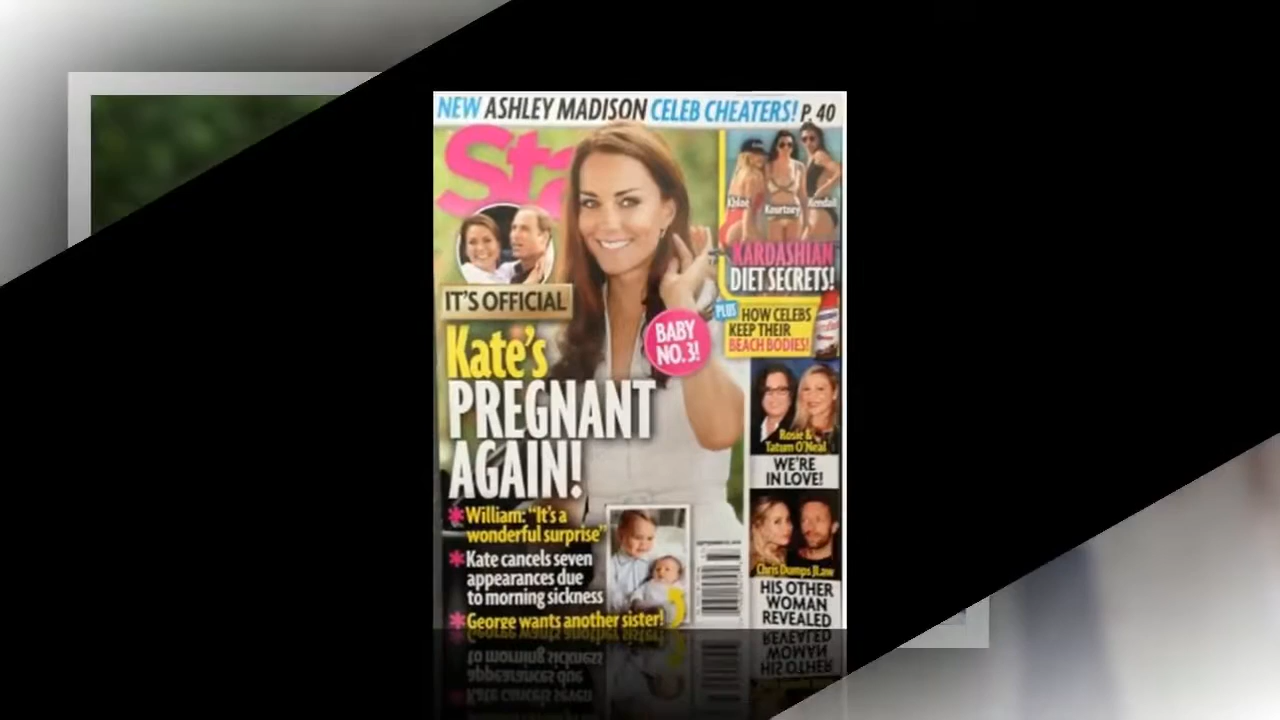 NEW ASHLEY MADISON CELEB CHEATERS! P. 40
Sta
Khloe Kourtney Kendall
KARDASHIAN
DIET SECRETS!
PLUS HOW CELEBS
KEEP THEIR
BEACH BODIES!
IT'S OFFICIAL
Kate's
PREGNANT
AGAIN!
BABY
NO. 3!
*William: "It's a
wonderful surprise"
*Kate cancels seven
appearances due
to morning sickness
*George wants another sister!
Rosie &
Tatum O'Neal
WE'RE
IN LOVE!
Chris Dumps JLaw
HIS OTHER
WOMAN
REVEALED